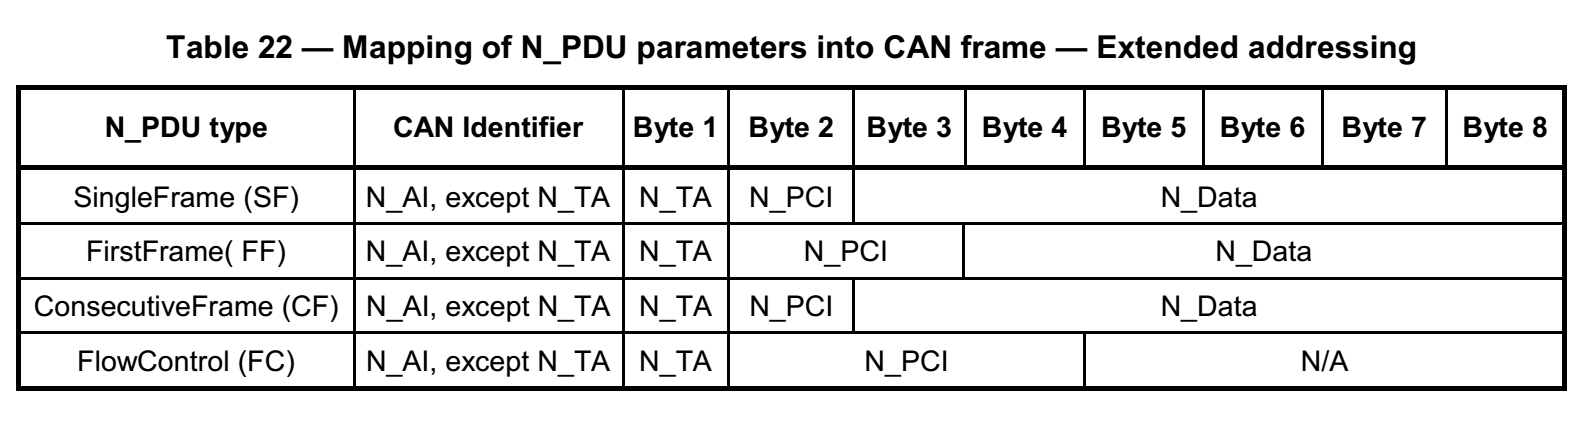 Table 22 — Mapping of N_PDU parameters into CAN frame — Extended addressing
N_PDU type CAN Identifier Byte 1 Byte 2 Byte 3 Byte 4 Byte 5 Byte 6 Byte 7 Byte 8
SingleFrame (SF) N_AI, except N_TA N_TA N_PCI N_Data
FirstFrame( FF) N_AI, except N_TA N_TA N_PCI N_Data
ConsecutiveFrame (CF) N_AI, except N_TA N_TA N_PCI N_Data
FlowControl (FC) N_AI, except N_TA N_TA N_PCI N/A